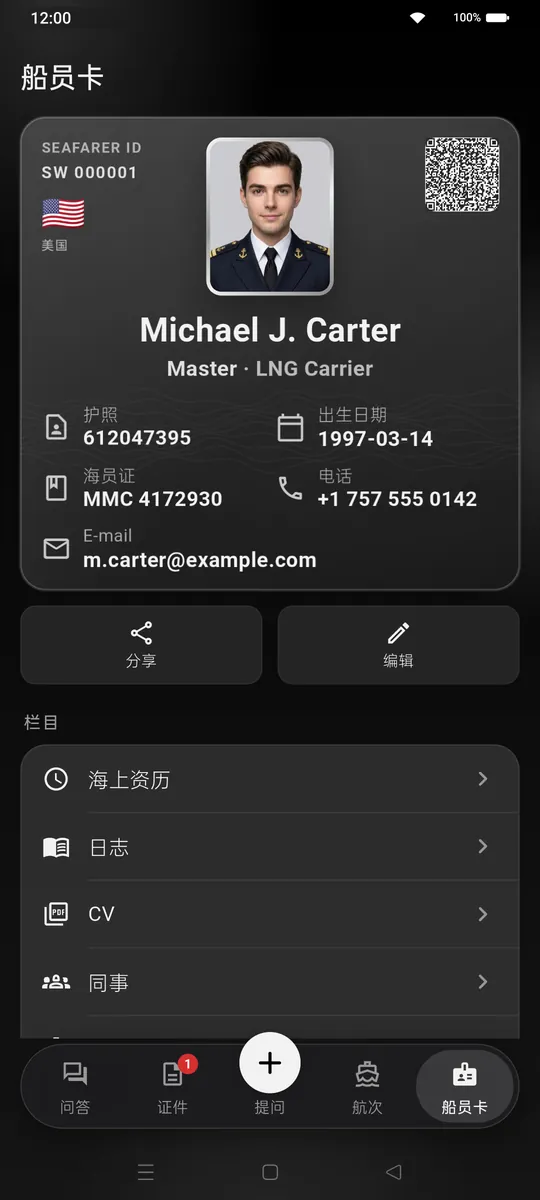 12:00
100%
船员卡
SEAFARER ID
SW 000001
美国
Michael J. Carter
Master · LNG Carrier
护照
612047395
出生日期
1997-03-14
海员证
MMC 4172930
电话
+1 757 555 0142
E-mail
m.carter@example.com
分享
编辑
栏目
海上资历
日志
PDF
CV
同事
问答
1
证件
提问
航次
船员卡